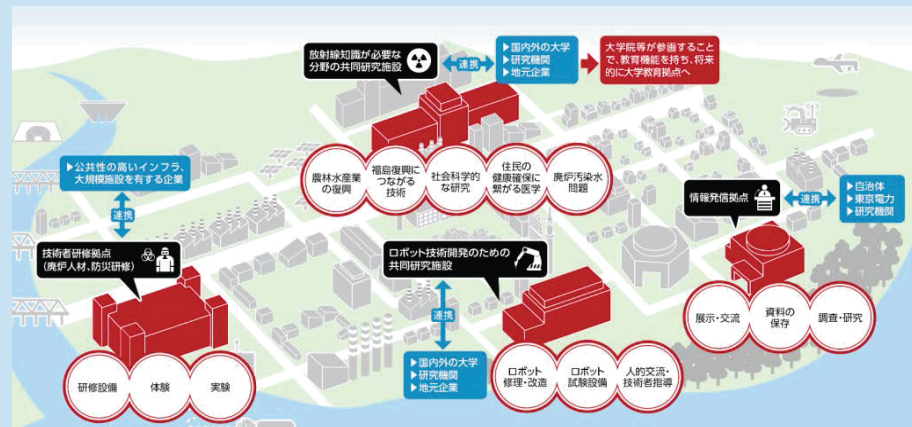 放射線知識が必要な
分野の共同研究施設
連携
▶国内外の大学
▶研究機関
▶地元企業
大学院等が参画すること
で、教育機能を持ち、将来
的に大学教育拠点へ
農林水産業
の復興
福島復興に
つながる
技術
社会科学的
な研究
住民の
健康確保に
繋がる医学
廃炉汚染水
問題
▶公共性の高いインフラ、
大規模施設を有する企業
連携
技術者研修拠点
(廃炉人材、防災研修)
研修設備
体験
実験
ロボット技術開発のための
共同研究施設
連携
▶国内外の大学
▶研究機関
▶地元企業
ロボット
修理・改造
ロボット
試験設備
人的交流・
技術者指導
情報発信拠点
連携
▶自治体
▶東京電力
▶研究機関
展示・交流
資料の
保存
調査・研究